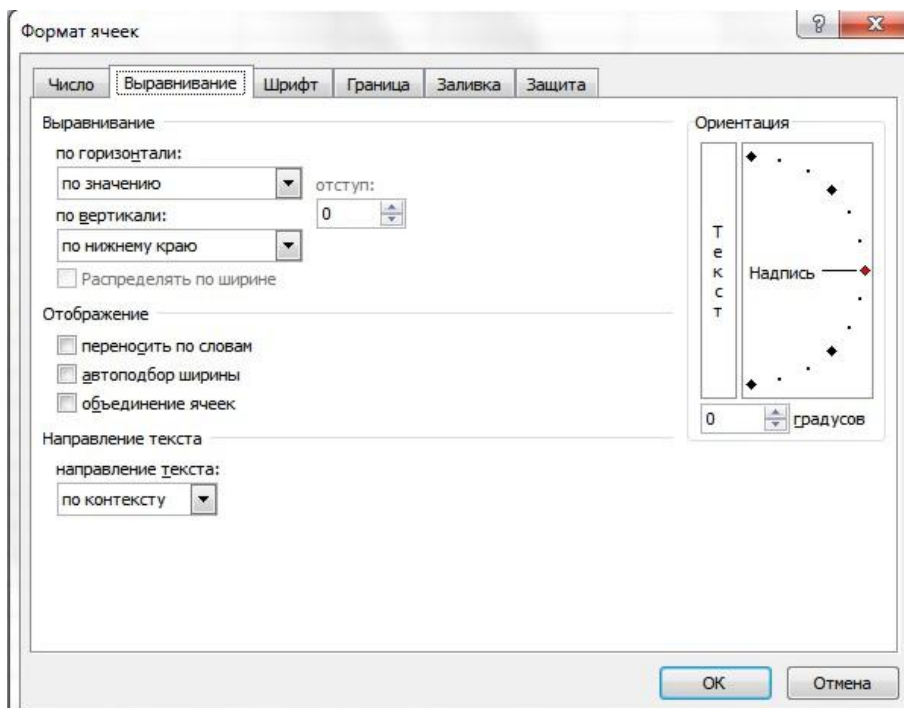 Формат ячеек
Число Выравнивание Шрифт Граница Заливка Защита
Выравнивание
по горизонтали:
по значению
отступ:
0
по вертикали:
по нижнему краю
Распределять по ширине
Отображение
переносить по словам
автоподбор ширины
объединение ячеек
Направление текста
направление текста:
по контексту
Ориентация
Текст
Надпись
0 градусов
ОК Отмена